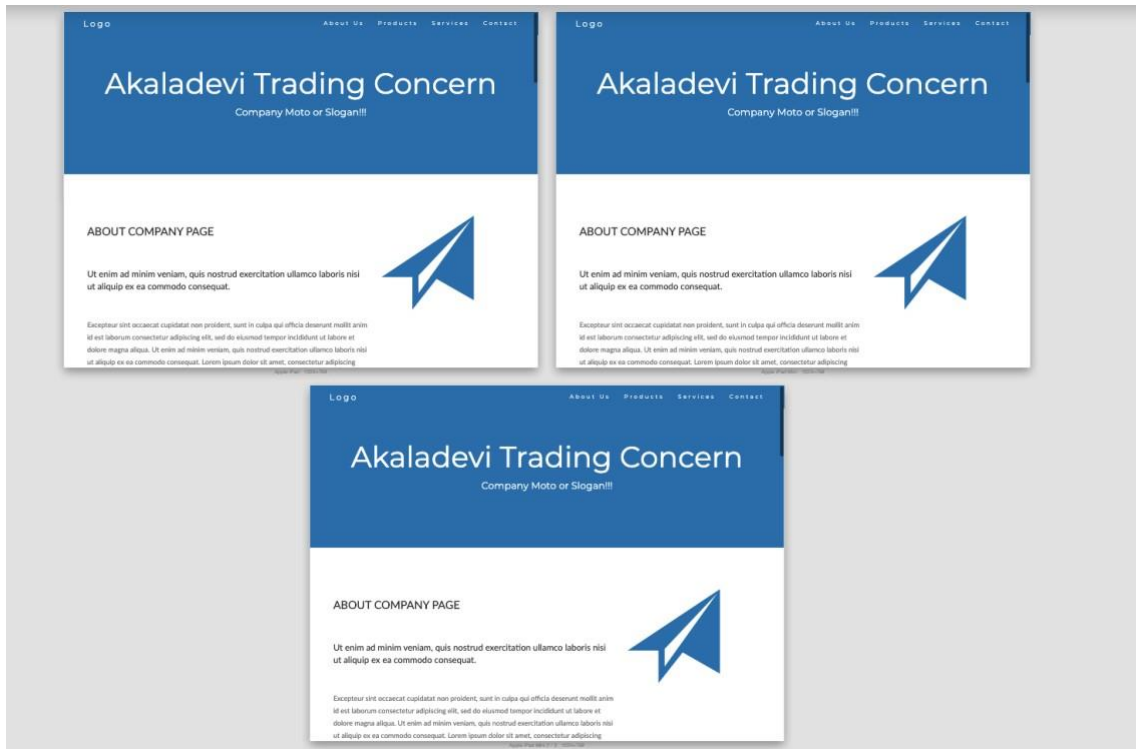 Logo About Us Products Services Contact
Akaladevi Trading Concern
Company Moto or Slogan!!!
ABOUT COMPANY PAGE
Ut enim ad minim veniam, quis nostrud exercitation ullamco laboris nisi
ut aliquip ex ea commodo consequat.
Excepteur sint occaecat cupidatat non proident, sunt in culpa qui officia deserunt mollit anim
id est laborum consectetur adipiscing elit, sed do eiusmod tempor incididunt ut labore et
dolore magna aliqua. Ut enim ad minim veniam, quis nostrud exercitation ullamco laboris nisi
ut aliquip ex ea commodo consequat. Lorem ipsum dolor sit amet, consectetur adipiscing
Apple iPad : 1024x768
Logo About Us Products Services Contact
Akaladevi Trading Concern
Company Moto or Slogan!!!
ABOUT COMPANY PAGE
Ut enim ad minim veniam, quis nostrud exercitation ullamco laboris nisi
ut aliquip ex ea commodo consequat.
Excepteur sint occaecat cupidatat non proident, sunt in culpa qui officia deserunt mollit anim
id est laborum consectetur adipiscing elit, sed do eiusmod tempor incididunt ut labore et
dolore magna aliqua. Ut enim ad minim veniam, quis nostrud exercitation ullamco laboris nisi
ut aliquip ex ea commodo consequat. Lorem ipsum dolor sit amet, consectetur adipiscing
Apple iPad Mini : 1024x768
Logo About Us Products Services Contact
Akaladevi Trading Concern
Company Moto or Slogan!!!
ABOUT COMPANY PAGE
Ut enim ad minim veniam, quis nostrud exercitation ullamco laboris nisi
ut aliquip ex ea commodo consequat.
Excepteur sint occaecat cupidatat non proident, sunt in culpa qui officia deserunt mollit anim
id est laborum consectetur adipiscing elit, sed do eiusmod tempor incididunt ut labore et
dolore magna aliqua. Ut enim ad minim veniam, quis nostrud exercitation ullamco laboris nisi
ut aliquip ex ea commodo consequat. Lorem ipsum dolor sit amet, consectetur adipiscing
Apple iPad Mini 2 / 3 : 1024x768